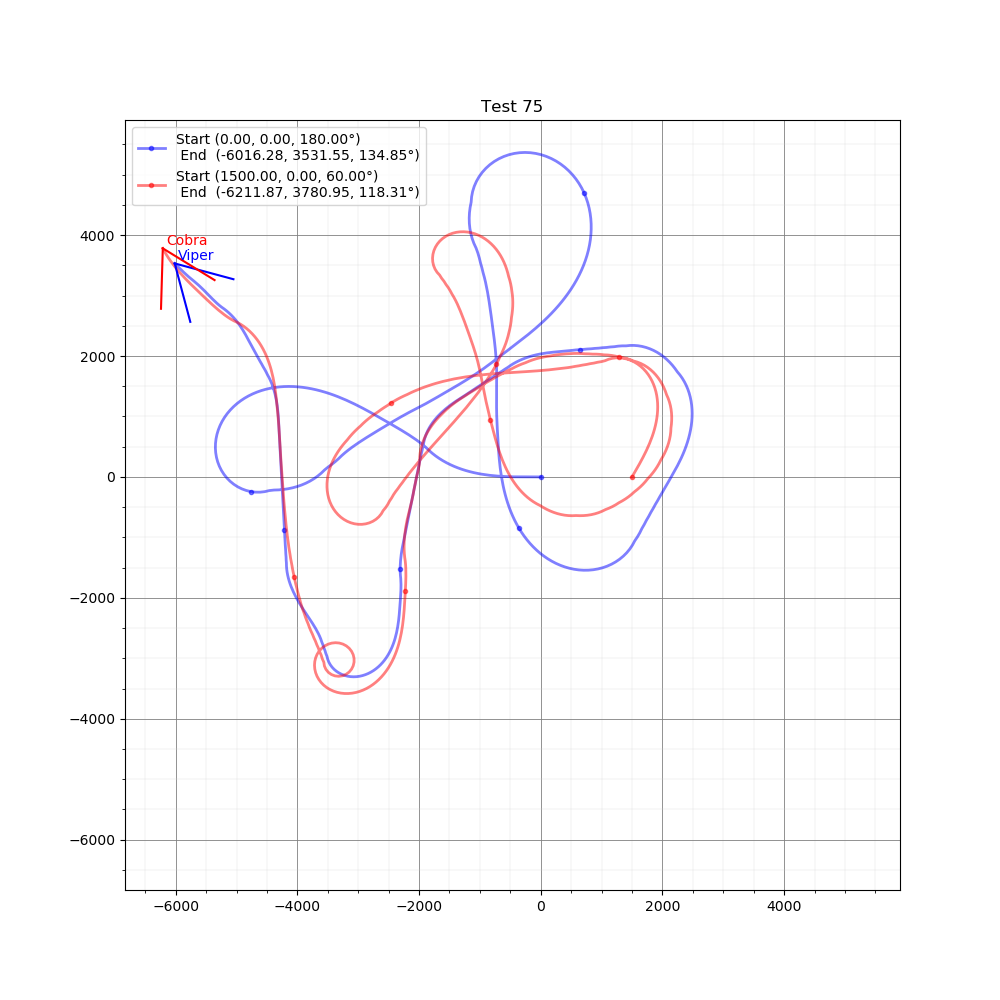 Test 75
Start (0.00, 0.00, 180.00°)
End  (-6016.28, 3531.55, 134.85°)
Start (1500.00, 0.00, 60.00°)
End  (-6211.87, 3780.95, 118.31°)
Cobra
Viper
4000
2000
0
−2000
−4000
−6000
−6000
−4000
−2000
0
2000
4000